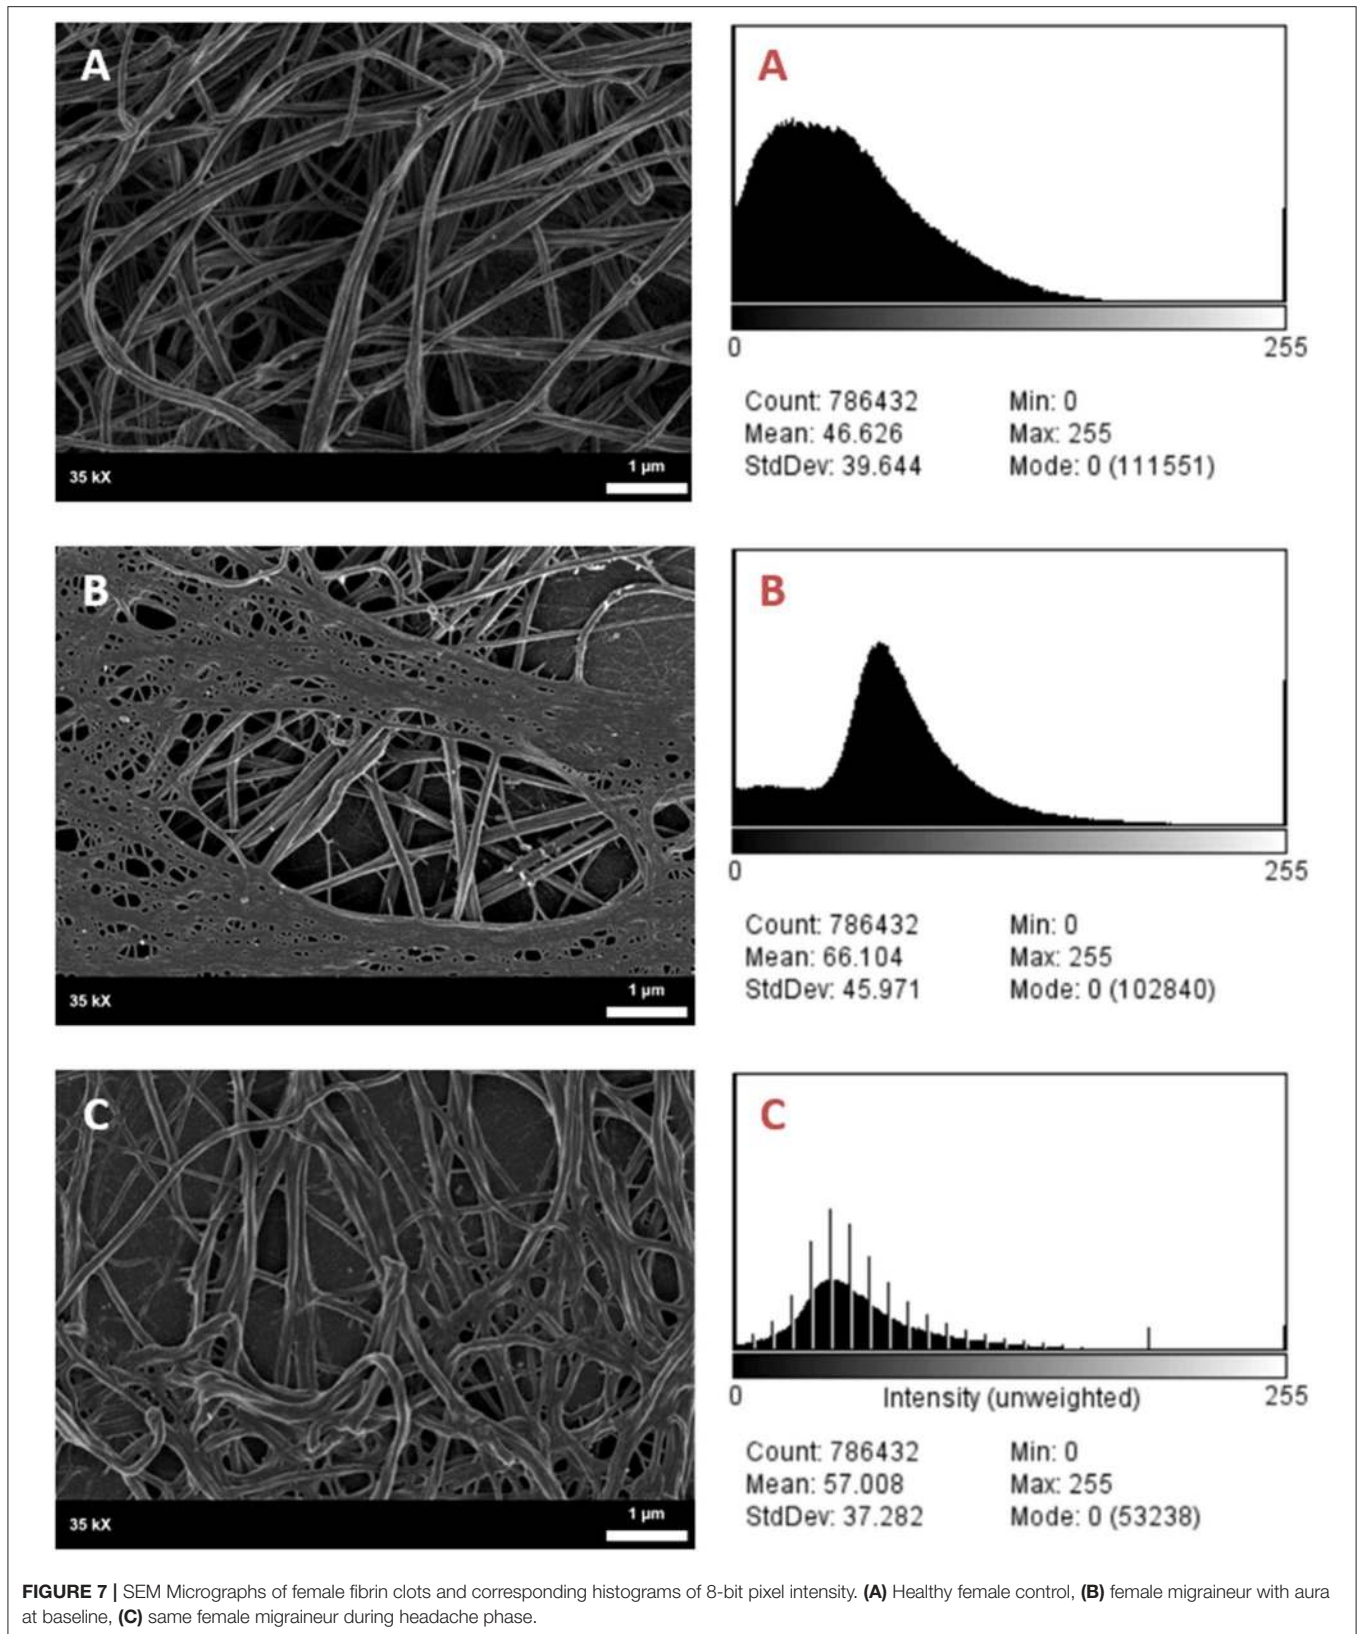 A
35 kX
1 µm
A
0
255
Count: 786432
Min: 0
Mean: 46.626
Max: 255
StdDev: 39.644
Mode: 0 (111551)
B
35 kX
1 µm
B
0
255
Count: 786432
Min: 0
Mean: 66.104
Max: 255
StdDev: 45.971
Mode: 0 (102840)
C
35 kX
1 µm
C
0
Intensity (unweighted)
255
Count: 786432
Min: 0
Mean: 57.008
Max: 255
StdDev: 37.282
Mode: 0 (53238)
FIGURE 7 | SEM Micrographs of female fibrin clots and corresponding histograms of 8-bit pixel intensity. (A) Healthy female control, (B) female migraineur with aura
at baseline, (C) same female migraineur during headache phase.